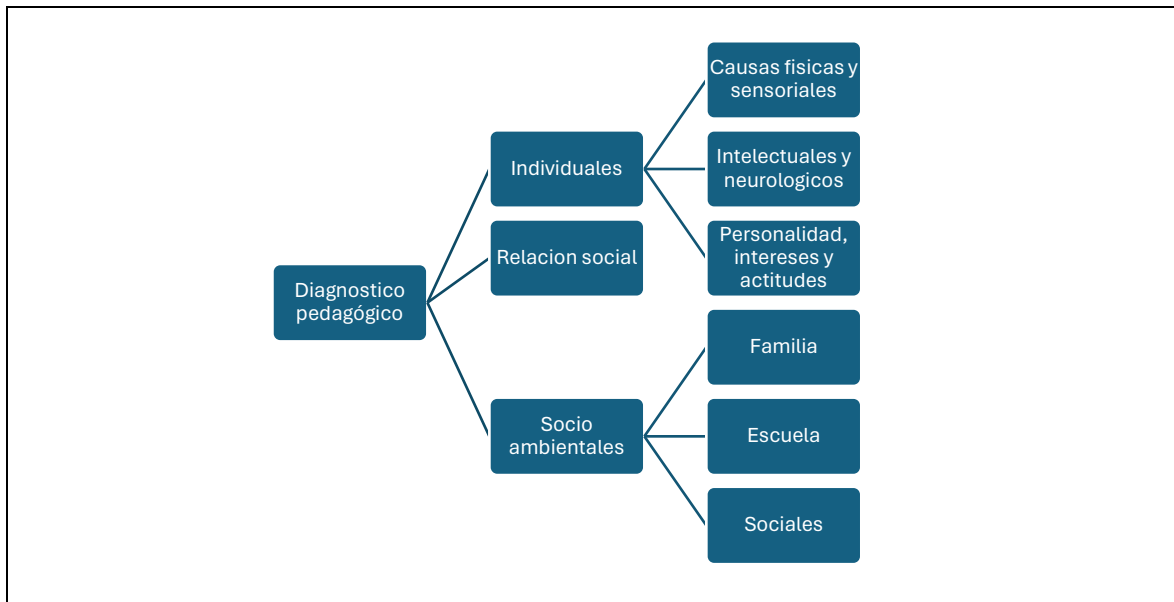 Diagnostico
pedagógico
Individuales
Causas fisicas y
sensoriales
Intelectuales y
neurologicos
Personalidad,
intereses y
actitudes
Relacion social
Socio
ambientales
Familia
Escuela
Sociales